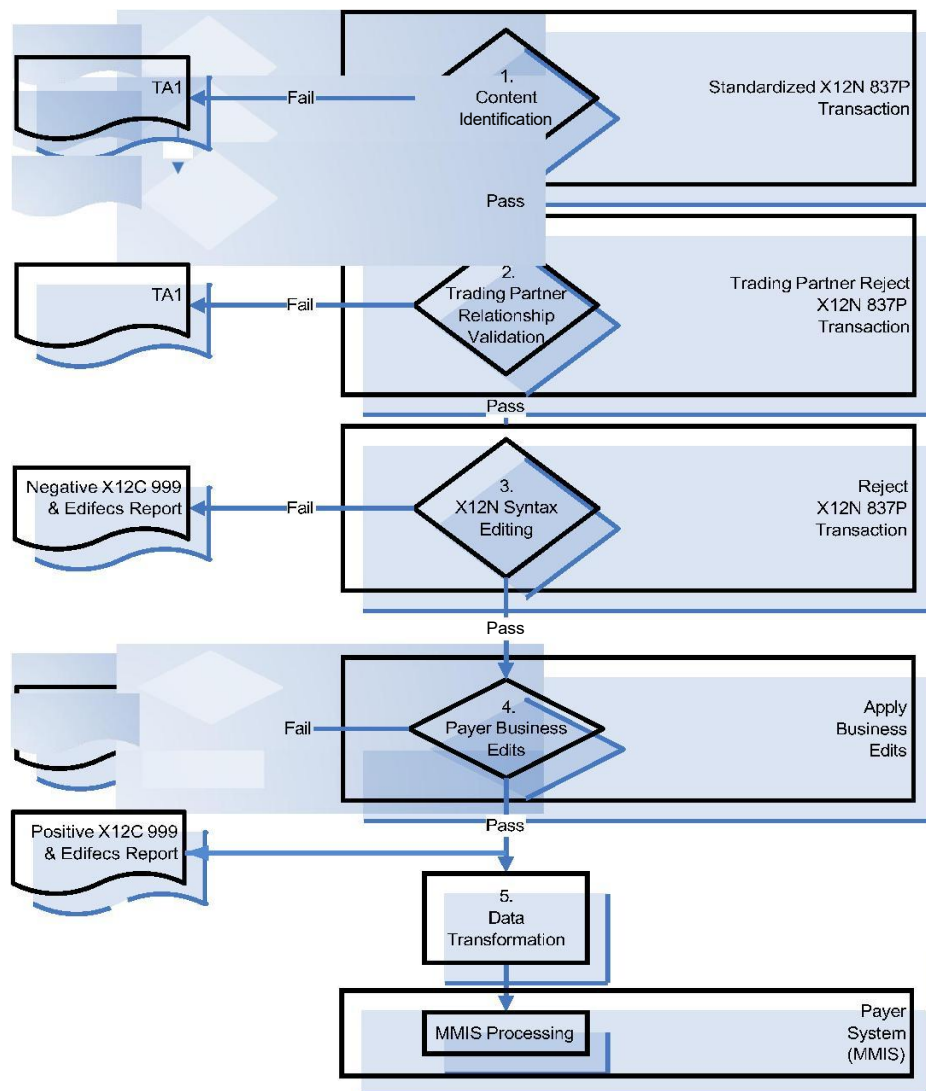 TA1
Fail
1.
Content
Identification
Standardized X12N 837P
Transaction
Pass
TA1
Fail
2.
Trading Partner
Relationship
Validation
Trading Partner Reject
X12N 837P
Transaction
Pass
Negative X12C 999
& Edifecs Report
Fail
3.
X12N Syntax
Editing
Reject
X12N 837P
Transaction
Pass
Fail
4.
Payer Business
Edits
Apply
Business
Edits
Pass
Positive X12C 999
& Edifecs Report
5.
Data
Transformation
MMIS Processing
Payer
System
(MMIS)